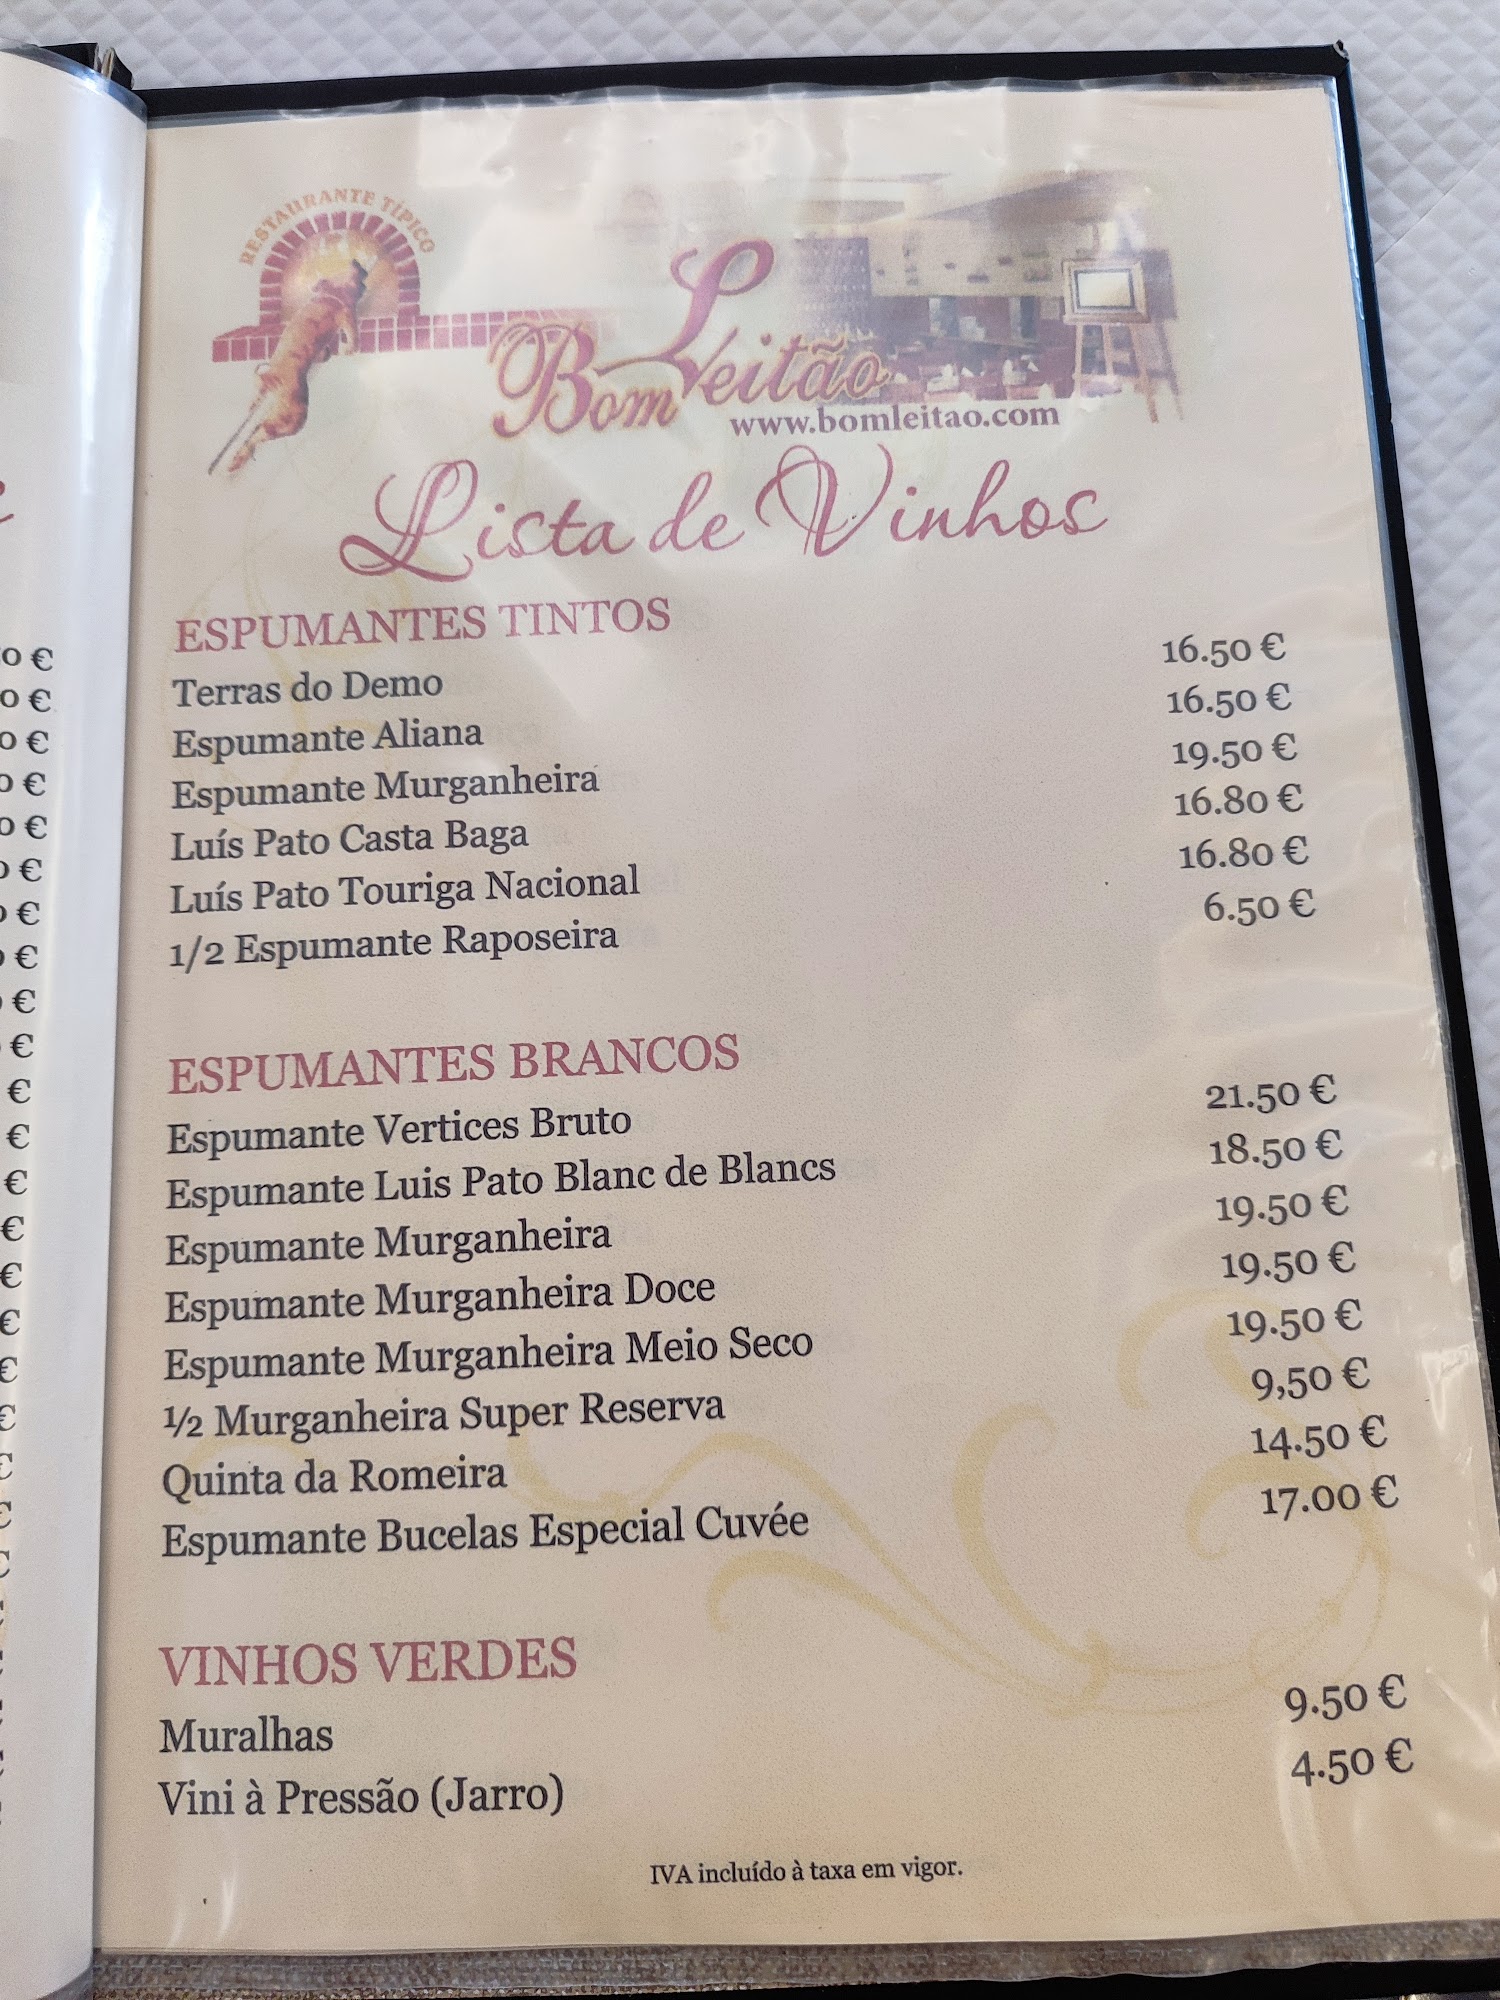 RESTAURANTE TÍPICO
Bom Leitão
www.bomleitao.com
Lista de Vinhos
ESPUMANTES TINTOS
Terras do Demo 16.50 €
Espumante Aliana 16.50 €
Espumante Murganheira 19.50 €
Luís Pato Casta Baga 16.80 €
Luís Pato Touriga Nacional 16.80 €
1/2 Espumante Raposeira 6.50 €
ESPUMANTES BRANCOS
Espumante Vertices Bruto 21.50 €
Espumante Luis Pato Blanc de Blancs 18.50 €
Espumante Murganheira 19.50 €
Espumante Murganheira Doce 19.50 €
Espumante Murganheira Meio Seco 19.50 €
½ Murganheira Super Reserva 9,50 €
Quinta da Romeira 14.50 €
Espumante Bucelas Especial Cuvée 17.00 €
VINHOS VERDES
Muralhas 9.50 €
Vini à Pressão (Jarro) 4.50 €
IVA incluído à taxa em vigor.